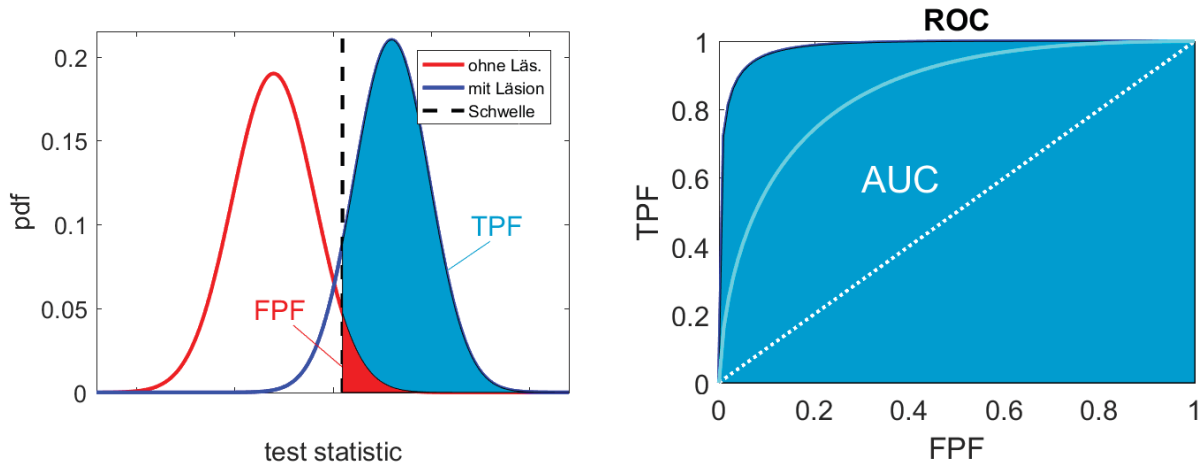 0.2
0.15
0.1
0.05
0
pdf
test statistic
ohne Läs.
mit Läsion
Schwelle
TPF
FPF
ROC
1
0.8
0.6
0.4
0.2
0
TPF
AUC
0 0.2 0.4 0.6 0.8 1
FPF